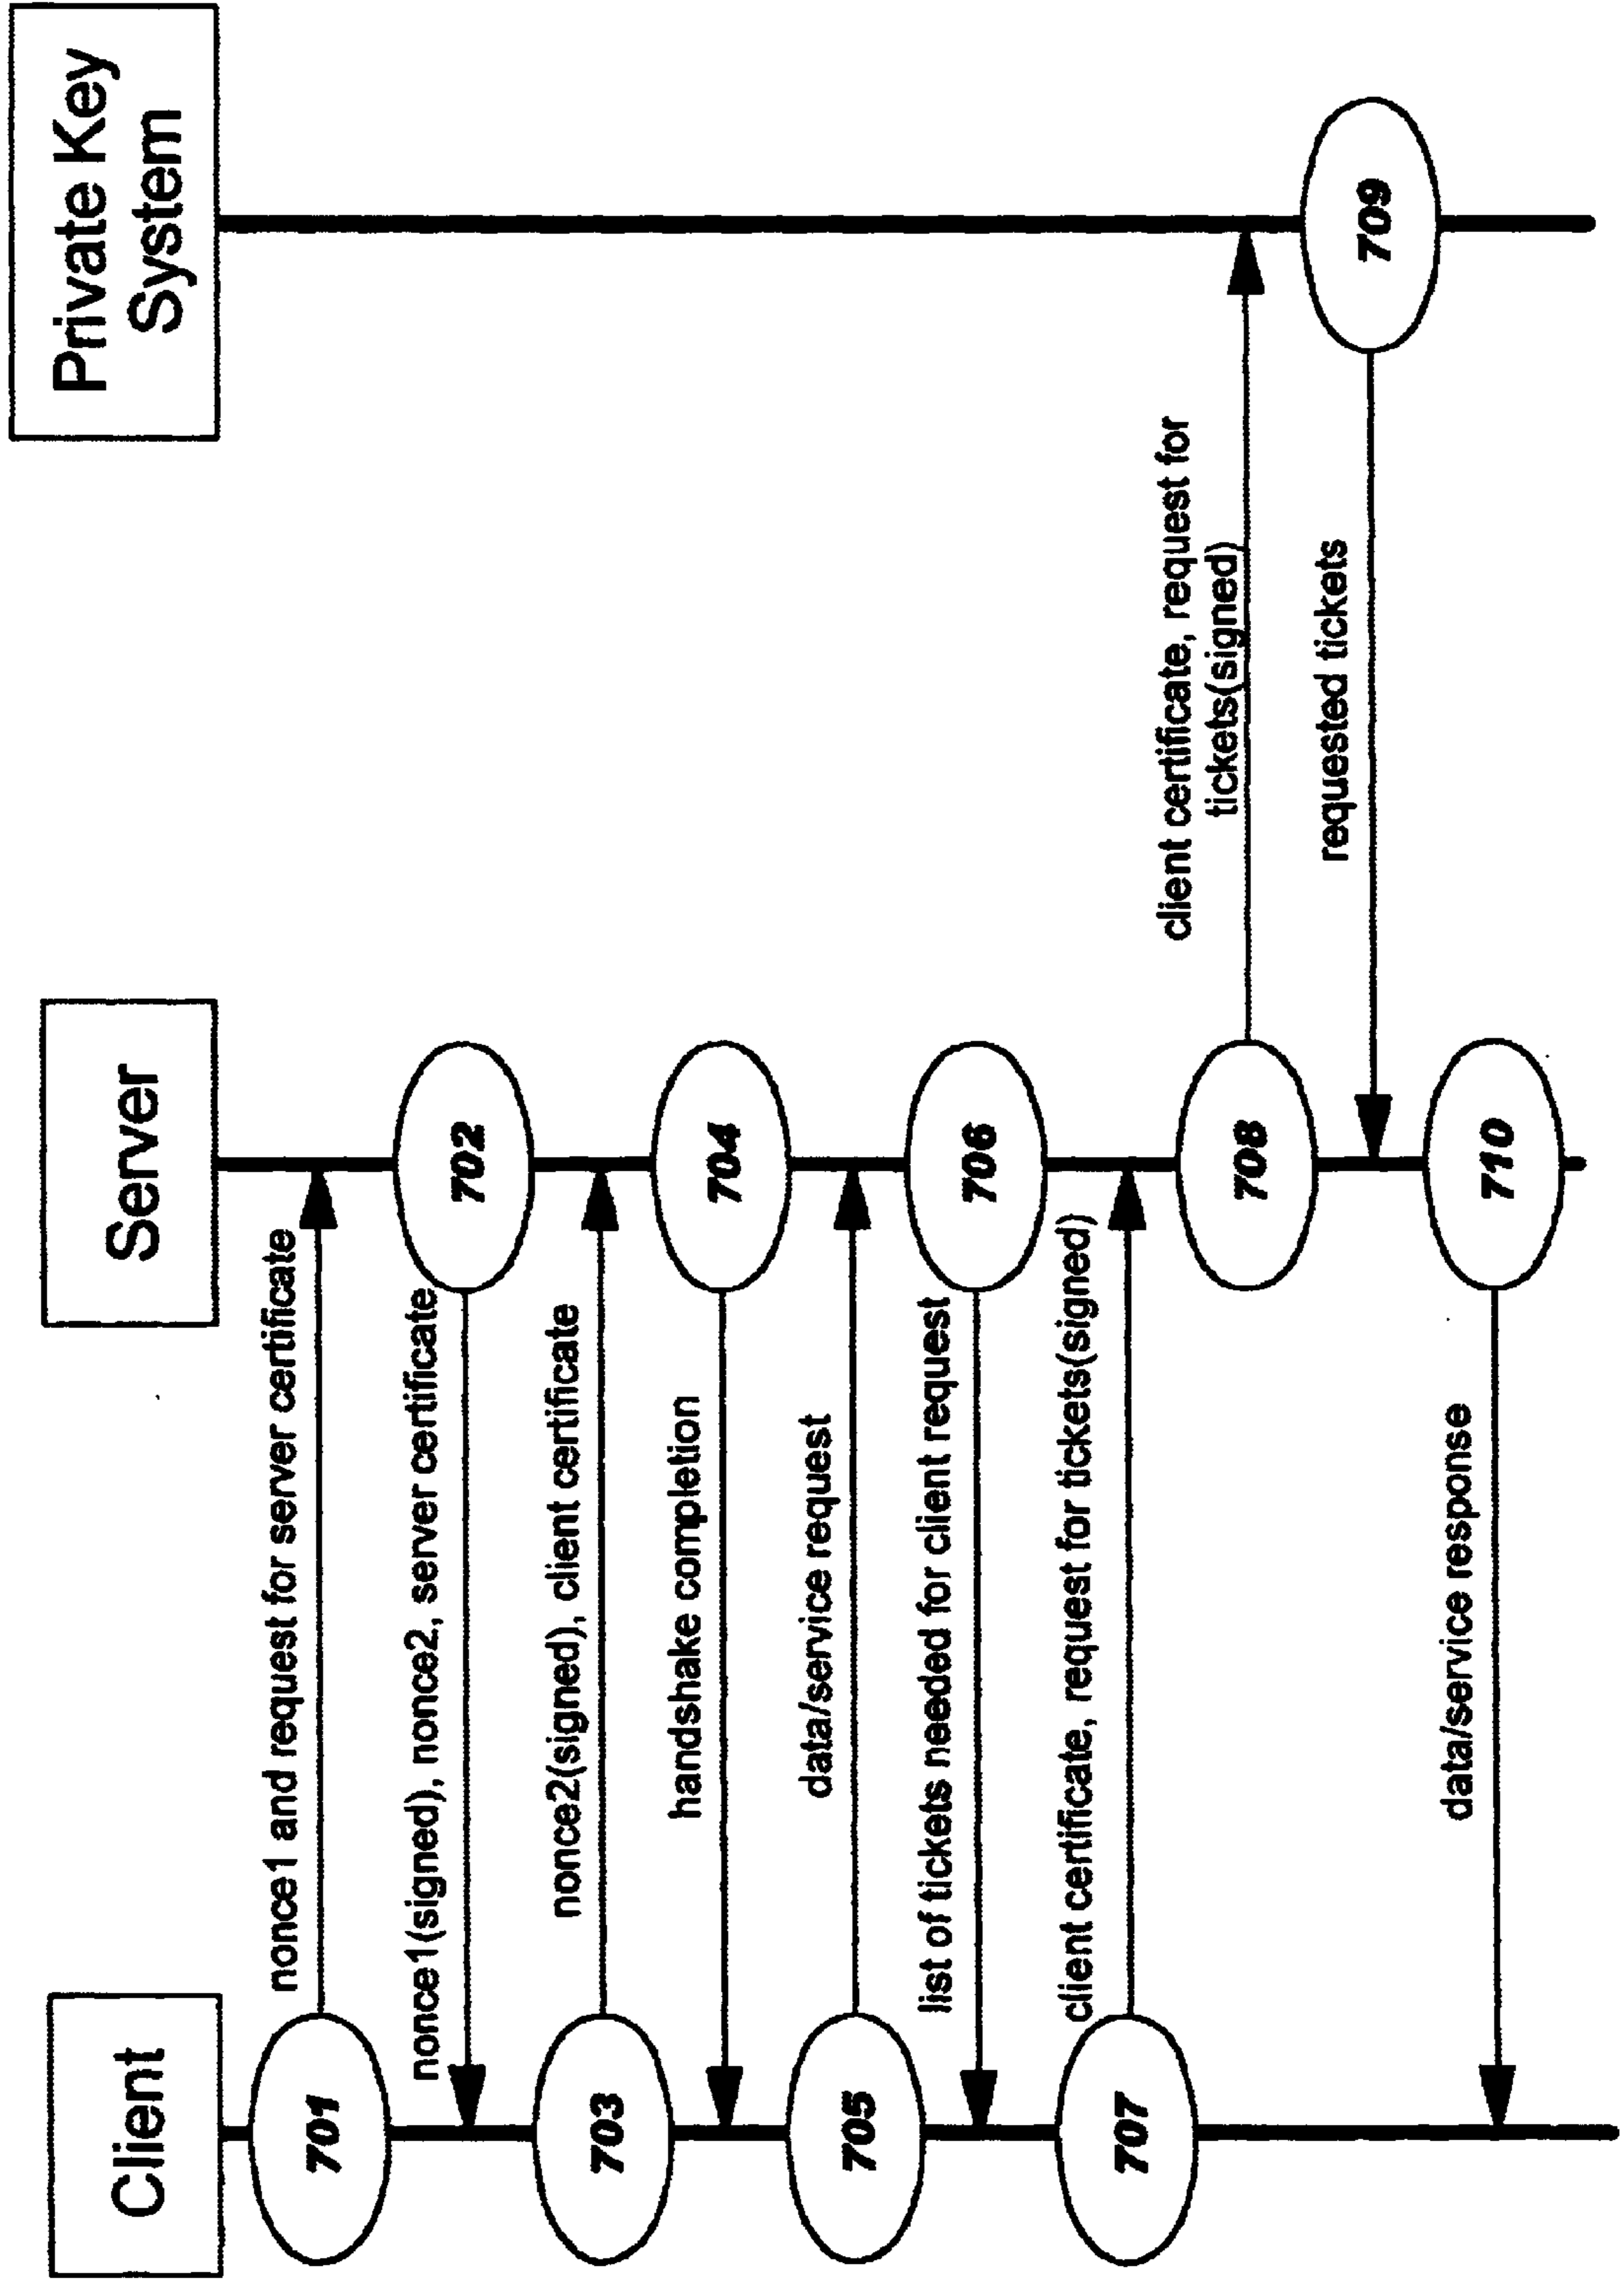 Client
Server
Private Key
System
701
nonce1 and request for server certificate
702
nonce1(signed), nonce2, server certificate
703
nonce2(signed), client certificate
704
handshake completion
705
data/service request
706
list of tickets needed for client request
707
client certificate, request for tickets(signed)
708
client certificate, request for
tickets(signed)
709
requested tickets
710
data/service response